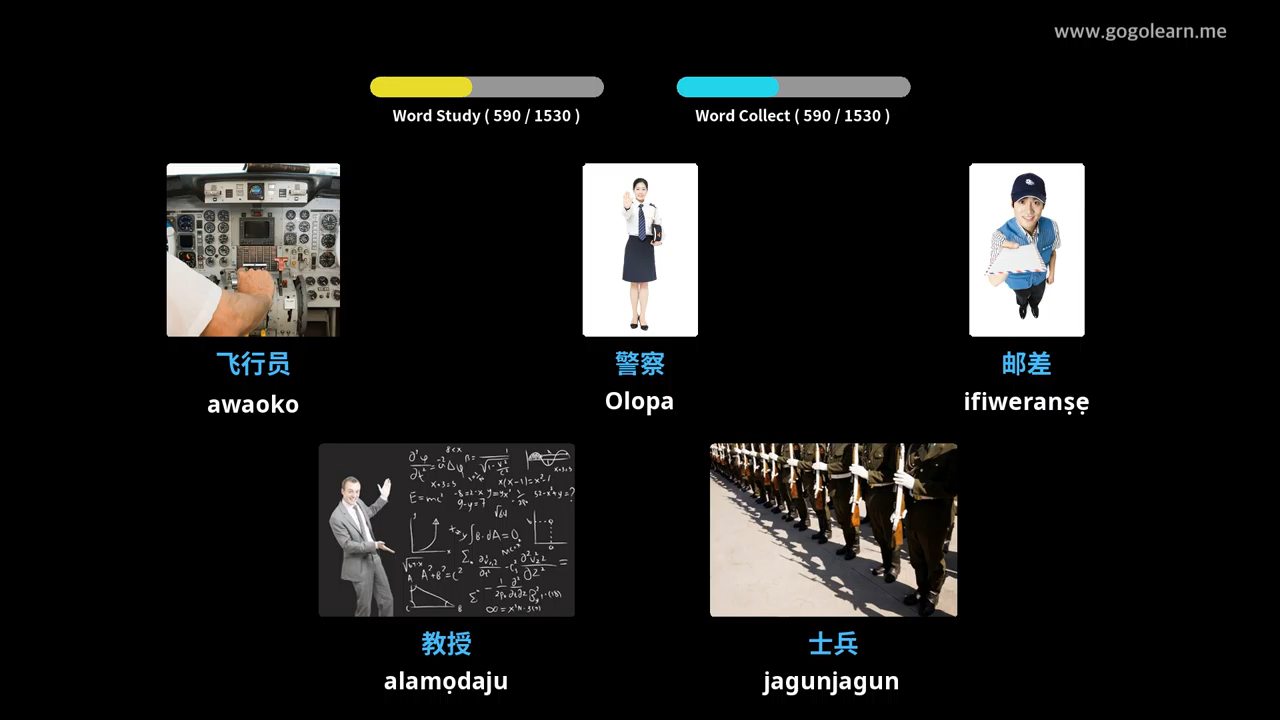 www.gogolearn.me
Word Study ( 590 / 1530 )
Word Collect ( 590 / 1530 )
飞行员
警察
邮差
awaoko
Olopa
ifiweranṣẹ
教授
士兵
alamọdaju
jagunjagun